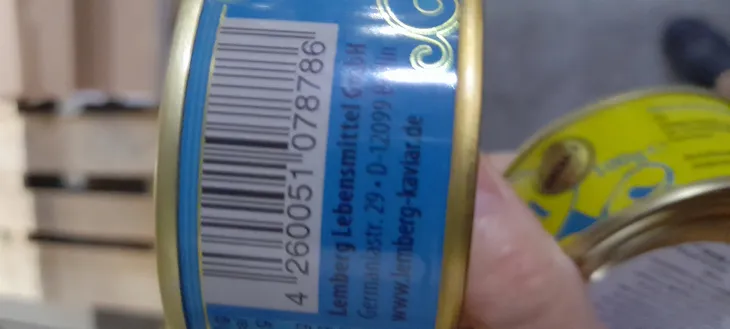 4 260051 078786
Lemberg Lebensmittel GmbH
Germaniastr. 29 • D-12099 Berlin
www.lemberg-kaviar.de